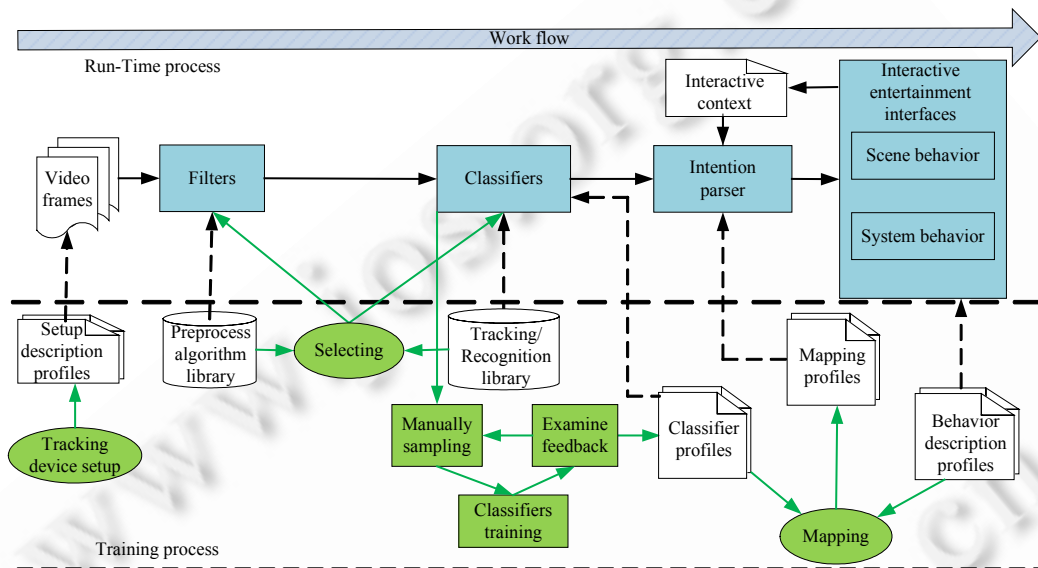 Work flow
Run-Time process
Interactive
context
Interactive
entertainment
interfaces
Scene behavior
System behavior
Video
frames
Filters
Classifiers
Intention
parser
Setup
description
profiles
Preprocess
algorithm
library
Selecting
Tracking/
Recognition
library
Mapping
profiles
Tracking
device setup
Manually
sampling
Examine
feedback
Classifier
profiles
Behavior
description
profiles
Classifiers
training
Mapping
Training process